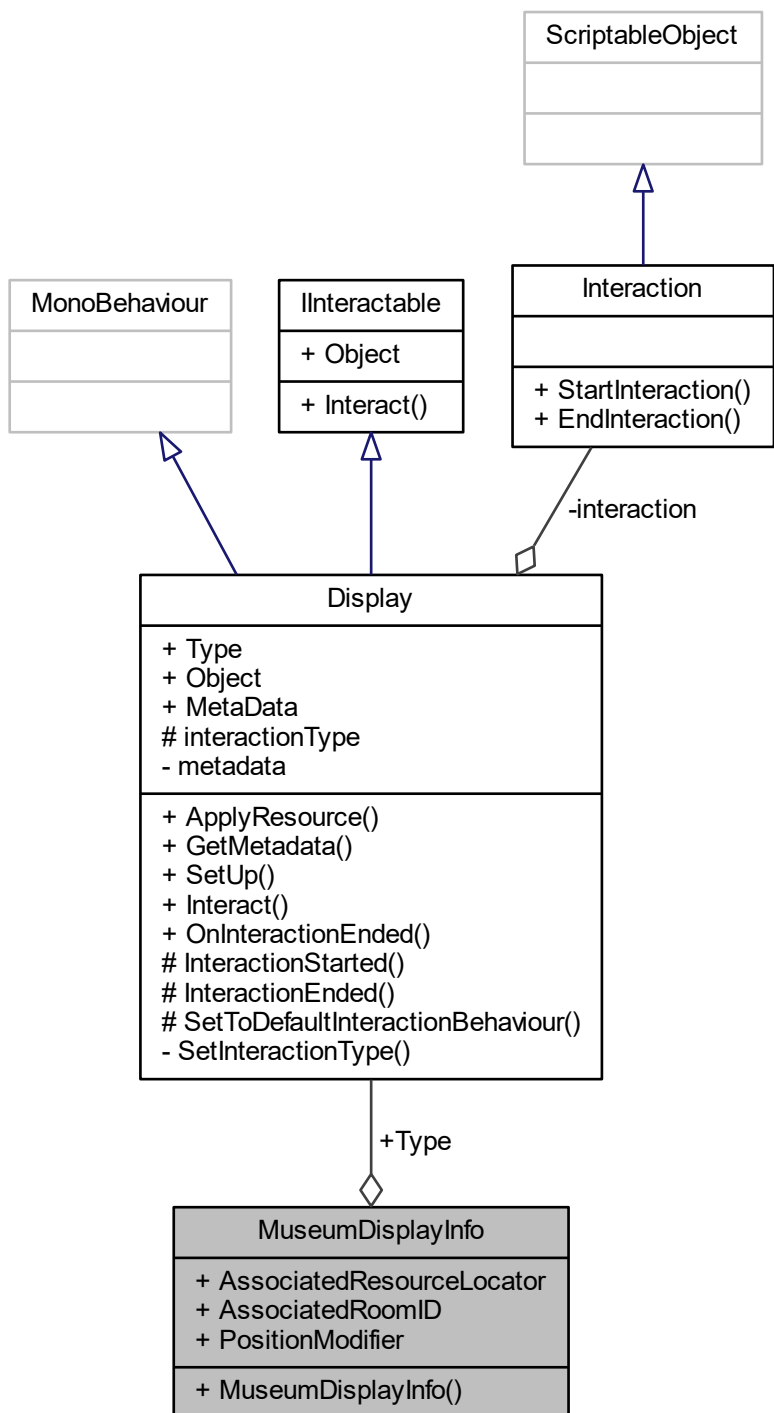 ScriptableObject
MonoBehaviour
IInteractable
+ Object
+ Interact()
Interaction
+ StartInteraction()
+ EndInteraction()
-interaction
Display
+ Type
+ Object
+ MetaData
# interactionType
- metadata
+ ApplyResource()
+ GetMetadata()
+ SetUp()
+ Interact()
+ OnInteractionEnded()
# InteractionStarted()
# InteractionEnded()
# SetToDefaultInteractionBehaviour()
- SetInteractionType()
+Type
MuseumDisplayInfo
+ AssociatedResourceLocator
+ AssociatedRoomID
+ PositionModifier
+ MuseumDisplayInfo()